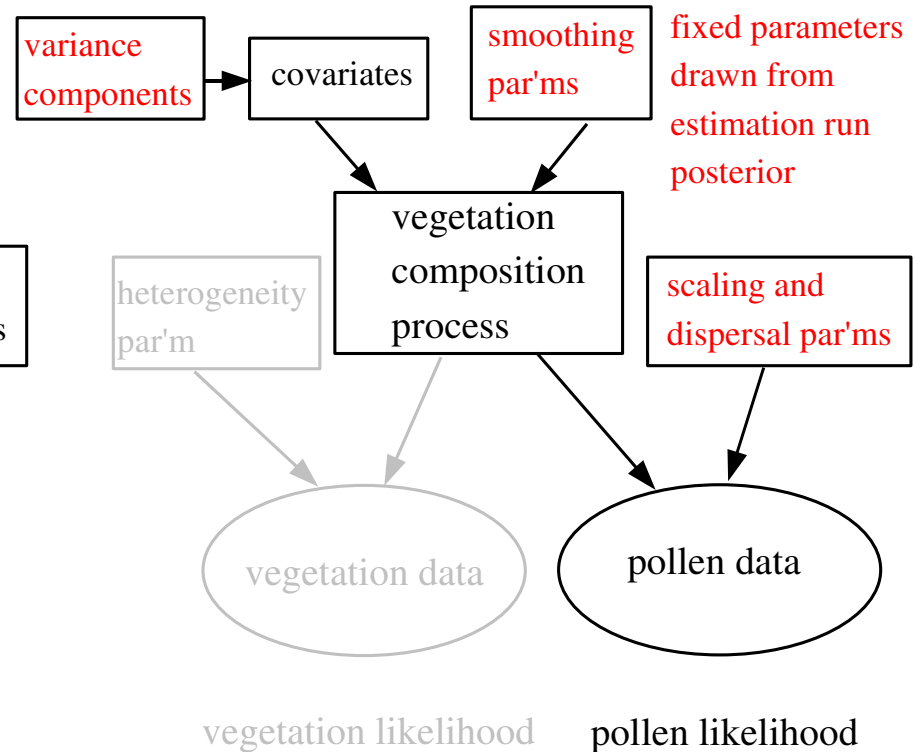 variance
components
covariates
smoothing
par'ms
fixed parameters
drawn from
estimation run
posterior
vegetation
composition
process
heterogeneity
par'm
scaling and
dispersal par'ms
s
vegetation data
pollen data
vegetation likelihood
pollen likelihood